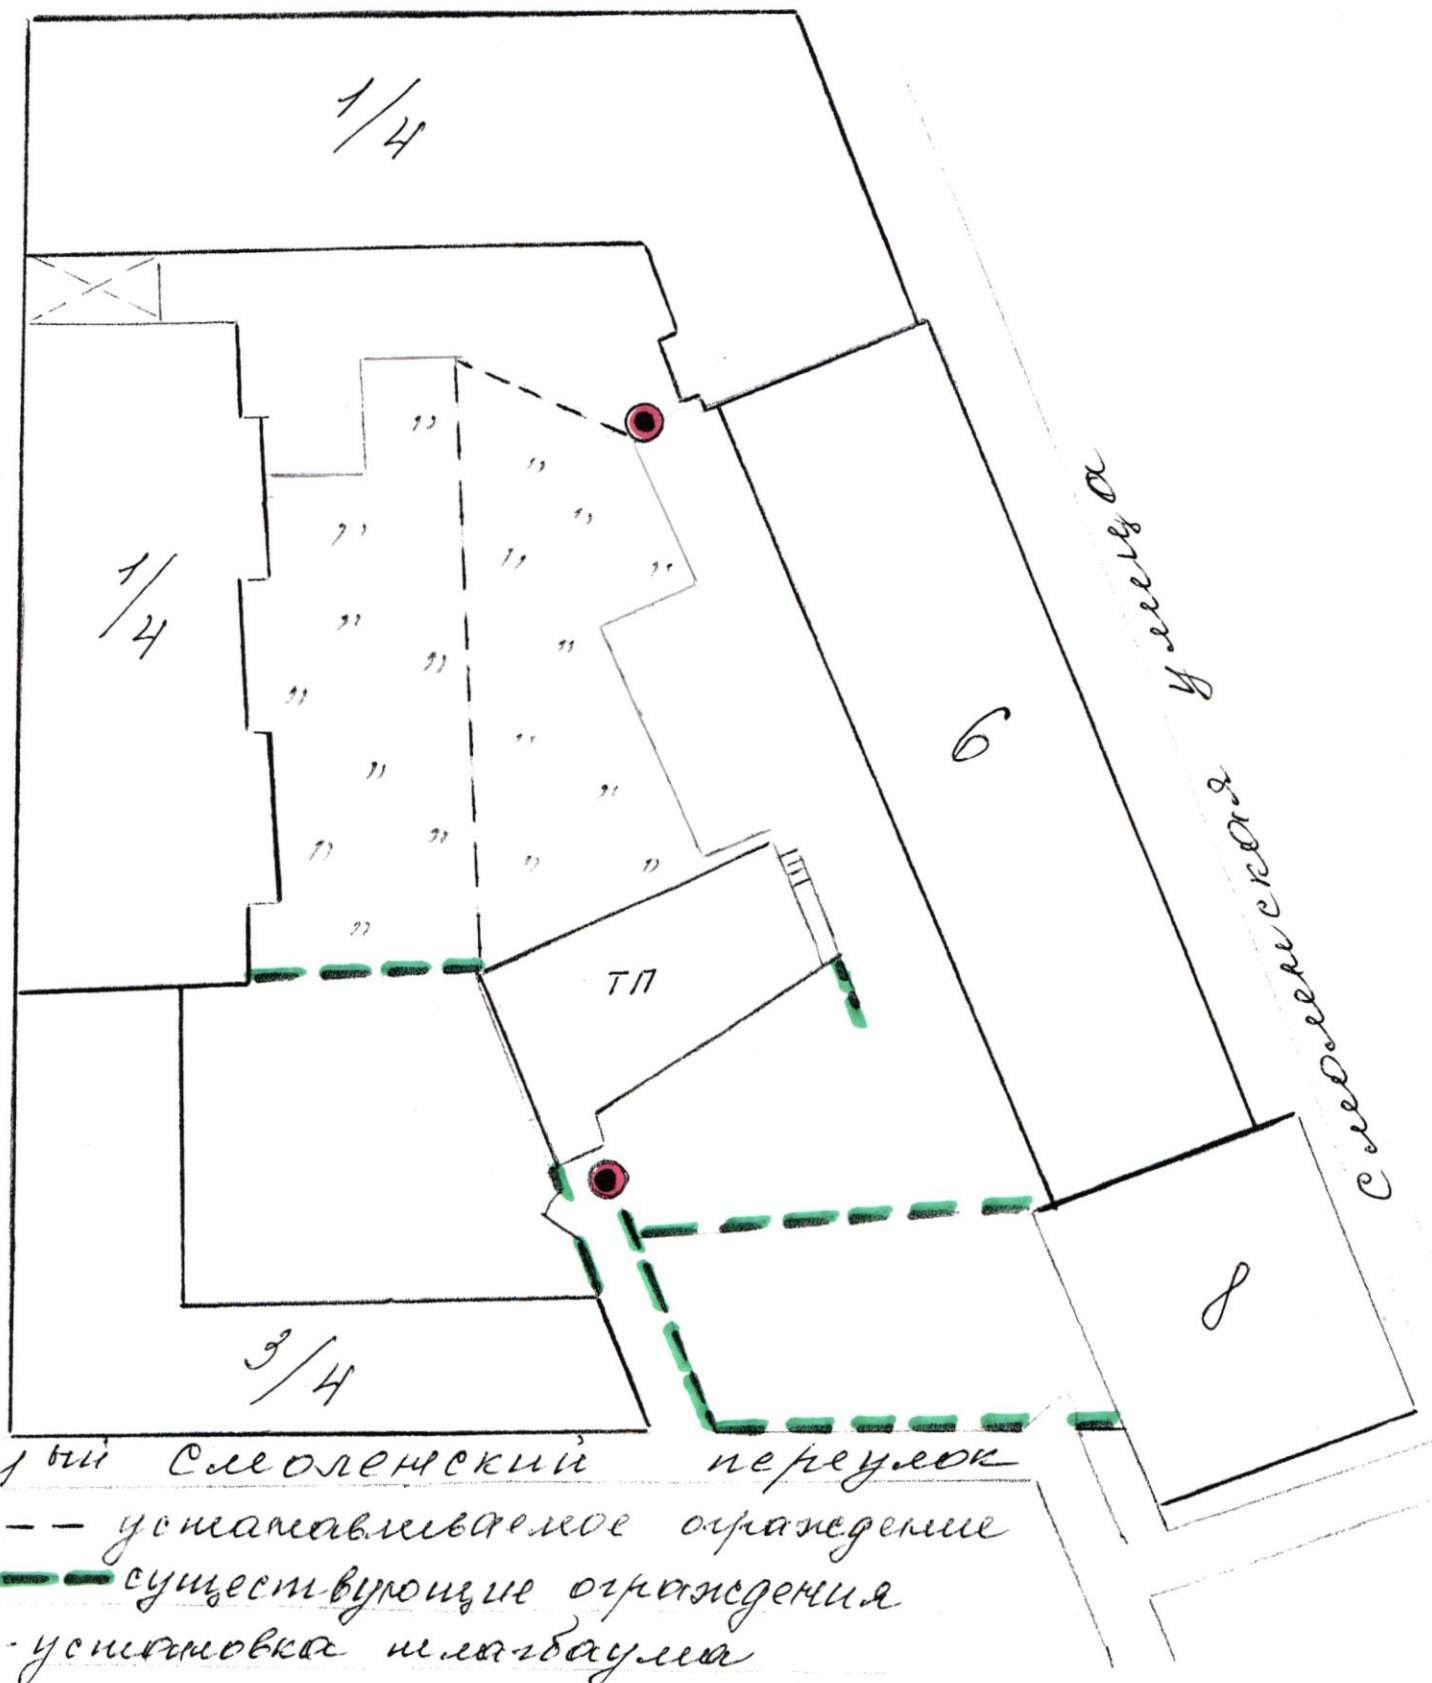 1/4
1/4
6
ТП
8
3/4
Смоленская улица
1ый Смоленский переулок
-- устанавливаемое ограждение
существующие ограждения
- установка шлагбаума